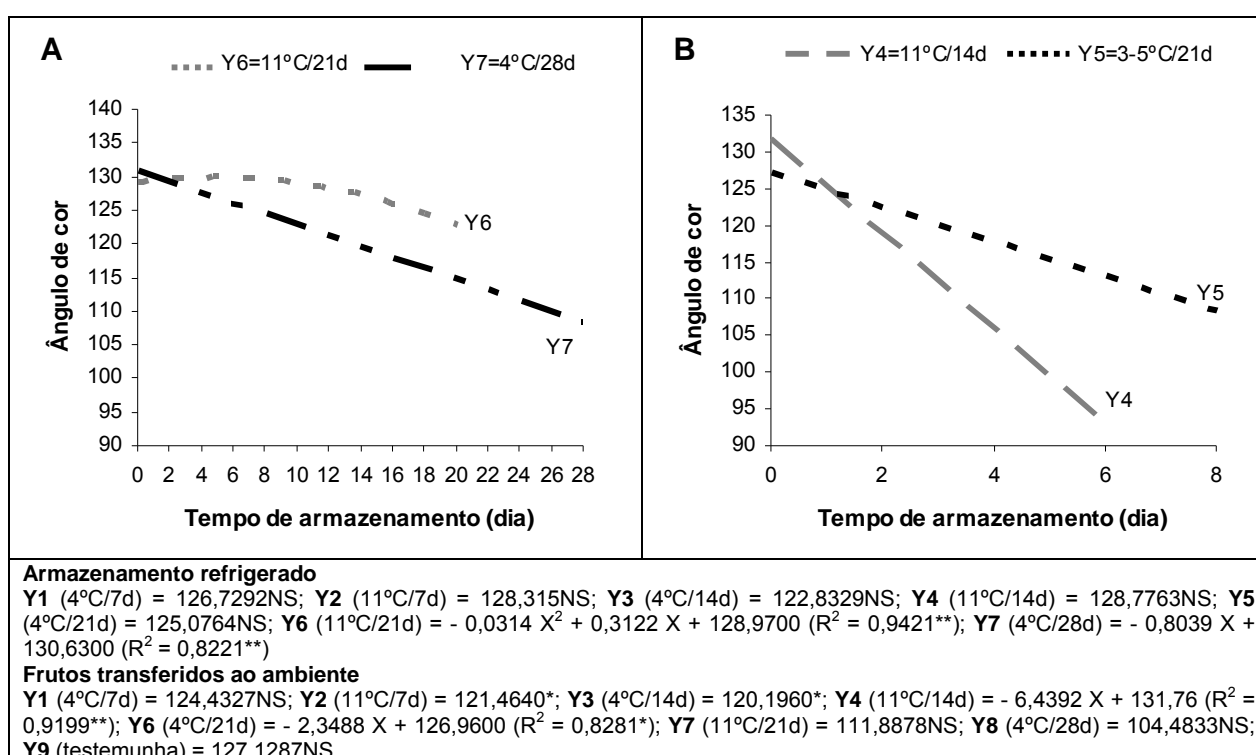 A
Y6=11ºC/21d Y7=4ºC/28d
140
135
130
125
120
115
110
105
100
95
90
Ângulo de cor
Y6
Y7
0 2 4 6 8 10 12 14 16 18 20 22 24 26 28
Tempo de armazenamento (dia)
B
Y4=11ºC/14d Y5=3-5ºC/21d
135
130
125
120
115
110
105
100
95
90
Ângulo de cor
Y5
Y4
0 2 4 6 8
Tempo de armazenamento (dia)
Armazenamento refrigerado
Y1 (4ºC/7d) = 126,7292NS; Y2 (11ºC/7d) = 128,315NS; Y3 (4ºC/14d) = 122,8329NS; Y4 (11ºC/14d) = 128,7763NS; Y5
(4ºC/21d) = 125,0764NS; Y6 (11ºC/21d) = - 0,0314 X² + 0,3122 X + 128,9700 (R² = 0,9421**); Y7 (4ºC/28d) = - 0,8039 X +
130,6300 (R² = 0,8221**)
Frutos transferidos ao ambiente
Y1 (4ºC/7d) = 124,4327NS; Y2 (11ºC/7d) = 121,4640*; Y3 (4ºC/14d) = 120,1960*; Y4 (11ºC/14d) = - 6,4392 X + 131,76 (R² =
0,9199**); Y6 (4ºC/21d) = - 2,3488 X + 126,9600 (R² = 0,8281*); Y7 (11ºC/21d) = 111,8878NS; Y8 (4ºC/28d) = 104,4833NS;
Y9 (testemunha) = 127,1287NS